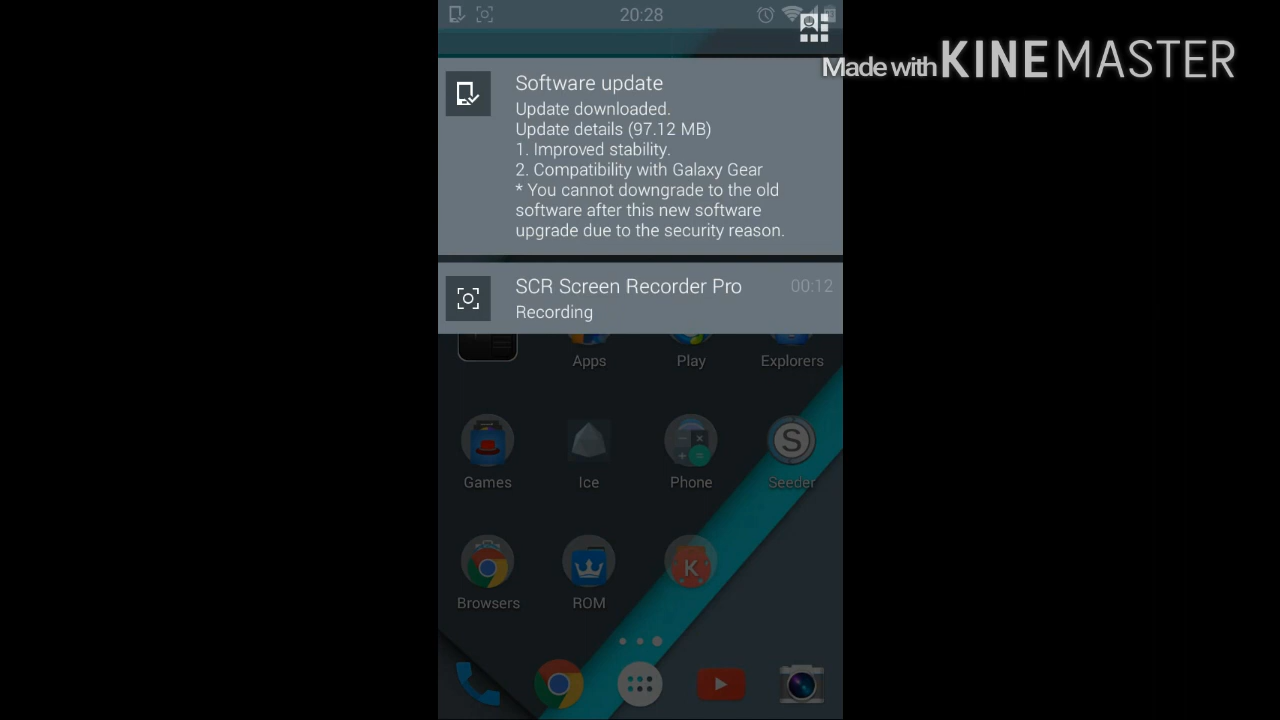 20:28
Made with KINEMASTER
Software update
Update downloaded.
Update details (97.12 MB)
1. Improved stability.
2. Compatibility with Galaxy Gear
* You cannot downgrade to the old
software after this new software
upgrade due to the security reason.
SCR Screen Recorder Pro 00:12
Recording
Apps Play Explorers
Games Ice Phone Seeder
S
K
Browsers ROM